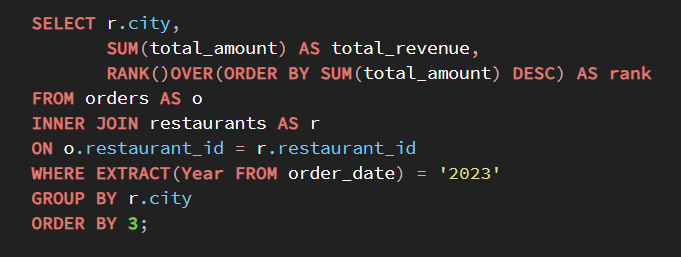 SELECT r.city,
SUM(total_amount) AS total_revenue,
RANK()OVER(ORDER BY SUM(total_amount) DESC) AS rank
FROM orders AS o
INNER JOIN restaurants AS r
ON o.restaurant_id = r.restaurant_id
WHERE EXTRACT(Year FROM order_date) = '2023'
GROUP BY r.city
ORDER BY 3;